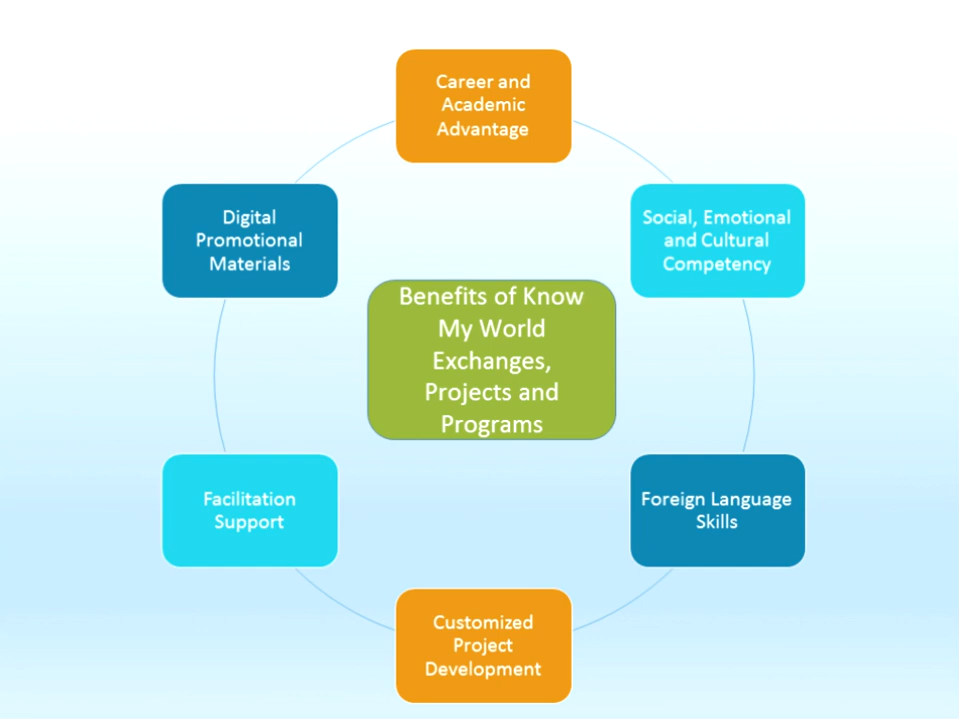 Career and
Academic
Advantage
Digital
Promotional
Materials
Social, Emotional
and Cultural
Competency
Benefits of Know
My World
Exchanges,
Projects and
Programs
Facilitation
Support
Foreign Language
Skills
Customized
Project
Development